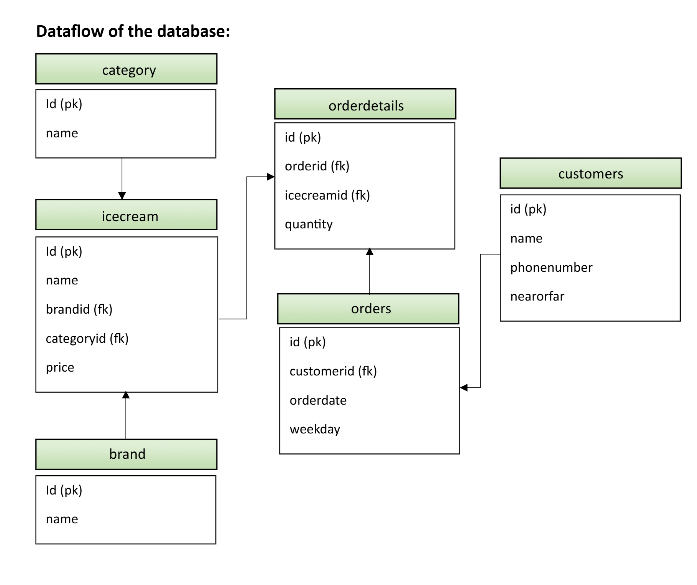 Dataflow of the database:
category
Id (pk)
name
icecream
Id (pk)
name
brandid (fk)
categoryid (fk)
price
brand
Id (pk)
name
orderdetails
id (pk)
orderid (fk)
icecreamid (fk)
quantity
orders
id (pk)
customerid (fk)
orderdate
weekday
customers
id (pk)
name
phonenumber
nearorfar